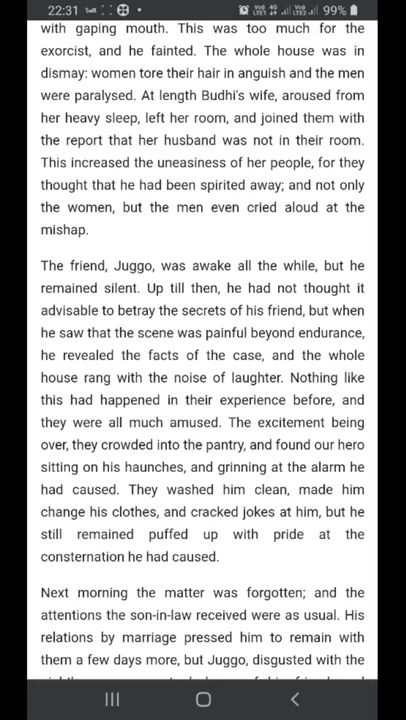 22:31
99%
with gaping mouth. This was too much for the
exorcist, and he fainted. The whole house was in
dismay: women tore their hair in anguish and the men
were paralysed. At length Budhi's wife, aroused from
her heavy sleep, left her room, and joined them with
the report that her husband was not in their room.
This increased the uneasiness of her people, for they
thought that he had been spirited away; and not only
the women, but the men even cried aloud at the
mishap.
The friend, Juggo, was awake all the while, but he
remained silent. Up till then, he had not thought it
advisable to betray the secrets of his friend, but when
he saw that the scene was painful beyond endurance,
he revealed the facts of the case, and the whole
house rang with the noise of laughter. Nothing like
this had happened in their experience before, and
they were all much amused. The excitement being
over, they crowded into the pantry, and found our hero
sitting on his haunches, and grinning at the alarm he
had caused. They washed him clean, made him
change his clothes, and cracked jokes at him, but he
still remained puffed up with pride at the
consternation he had caused.
Next morning the matter was forgotten; and the
attentions the son-in-law received were as usual. His
relations by marriage pressed him to remain with
them a few days more, but Juggo, disgusted with the